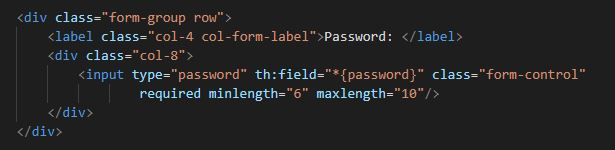 <div class="form-group row">
<label class="col-4 col-form-label">Password: </label>
<div class="col-8">
<input type="password" th:field="*{password}" class="form-control"
required minlength="6" maxlength="10"/>
</div>
</div>